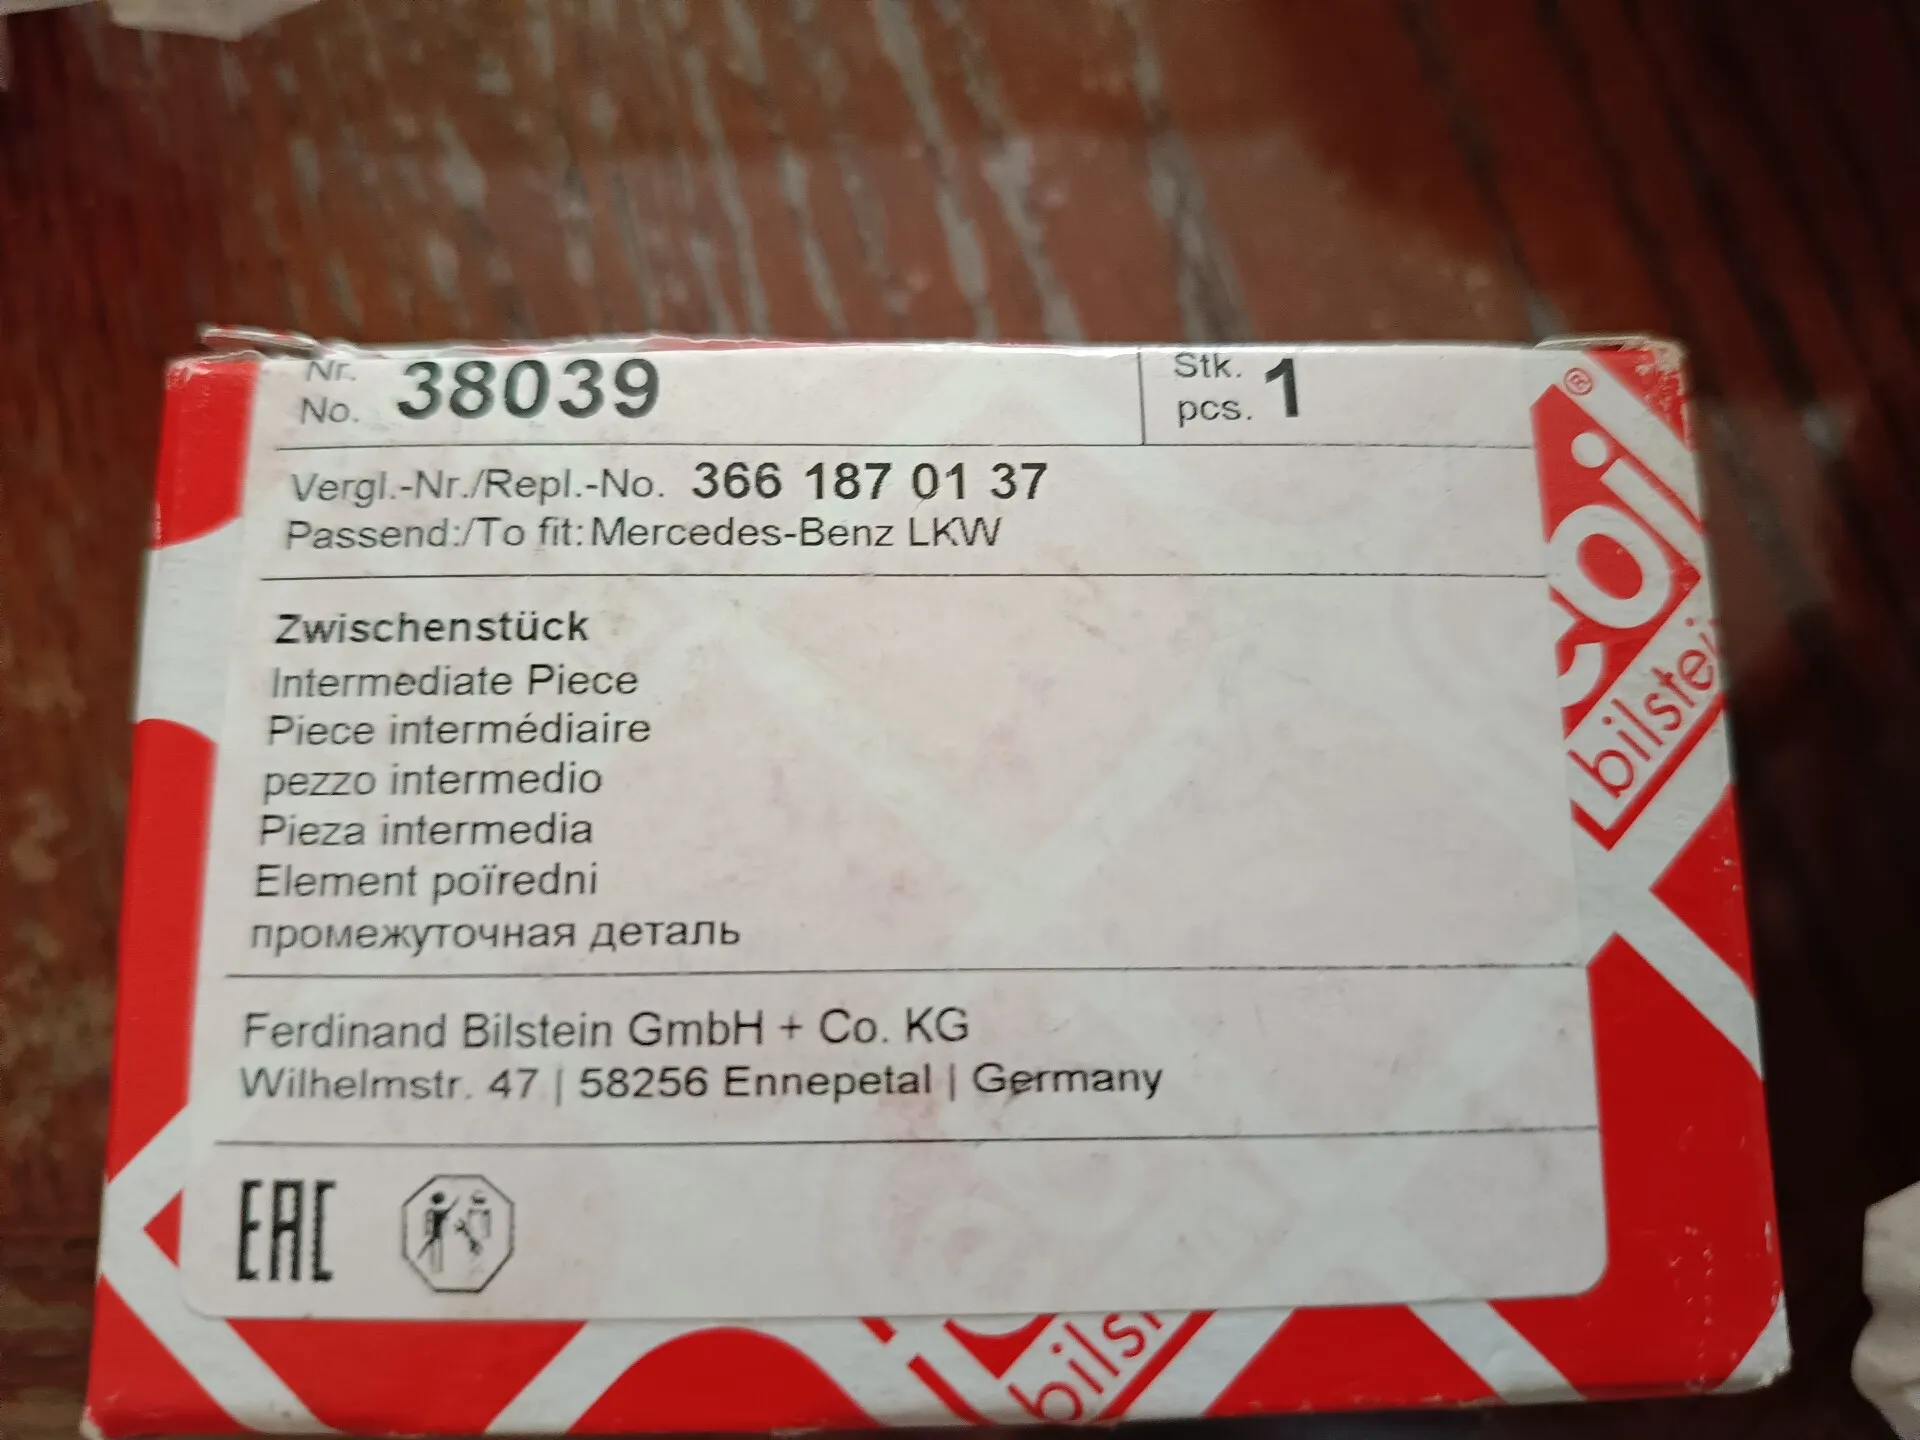 Nr. No. 38039
Stk. pcs. 1
Vergl.-Nr./Repl.-No. 366 187 01 37
Passend:/To fit:Mercedes-Benz LKW
Zwischenstück
Intermediate Piece
Piece intermédiaire
pezzo intermedio
Pieza intermedia
Element poïredni
промежуточная деталь
Ferdinand Bilstein GmbH + Co. KG
Wilhelmstr. 47 | 58256 Ennepetal | Germany
EAC
®
bilstein